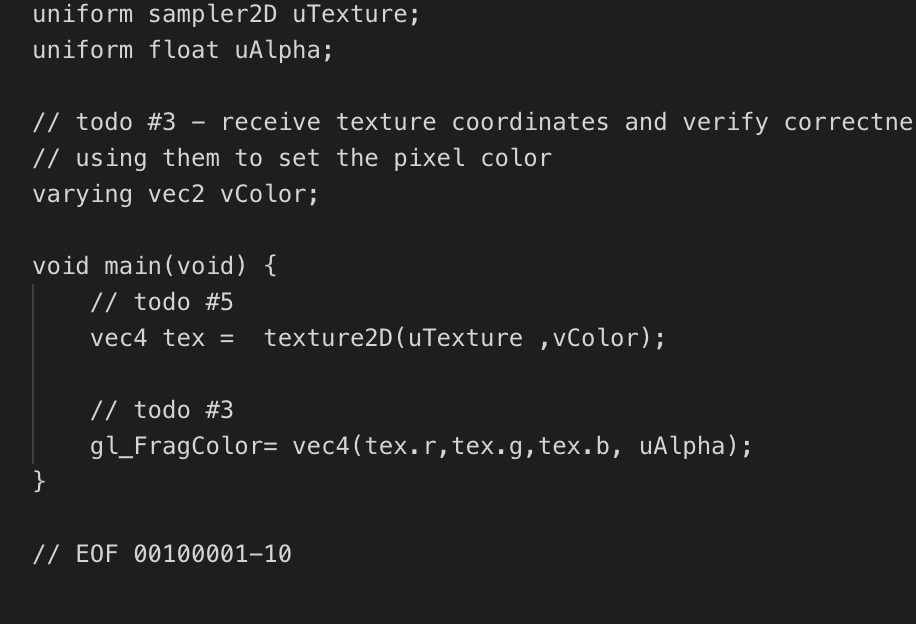 uniform sampler2D uTexture;
uniform float uAlpha;
// todo #3 – receive texture coordinates and verify correctne
// using them to set the pixel color
varying vec2 vColor;
void main(void) {
// todo #5
vec4 tex =  texture2D(uTexture ,vColor);
// todo #3
gl_FragColor= vec4(tex.r,tex.g,tex.b, uAlpha);
}
// EOF 00100001–10